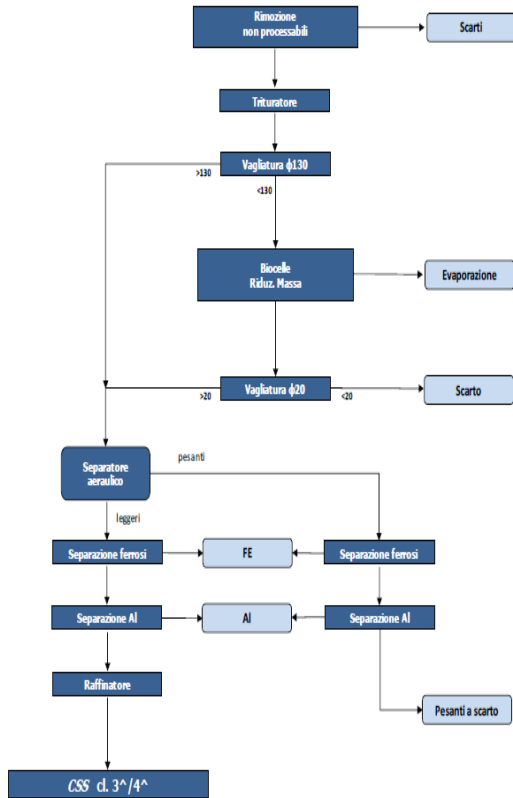 Rimozione
non processabili
Scarti
Trituratore
Vagliatura ϕ130
>130
<130
Biocelle
Riduz. Massa
Evaporazione
Vagliatura ϕ20
>20
<20
Scarto
Separatore
aeraulico
pesanti
leggeri
Separazione ferrosi
FE
Separazione ferrosi
Separazione Al
Al
Separazione Al
Raffinatore
Pesanti a scarto
CSS cl. 3^/4^